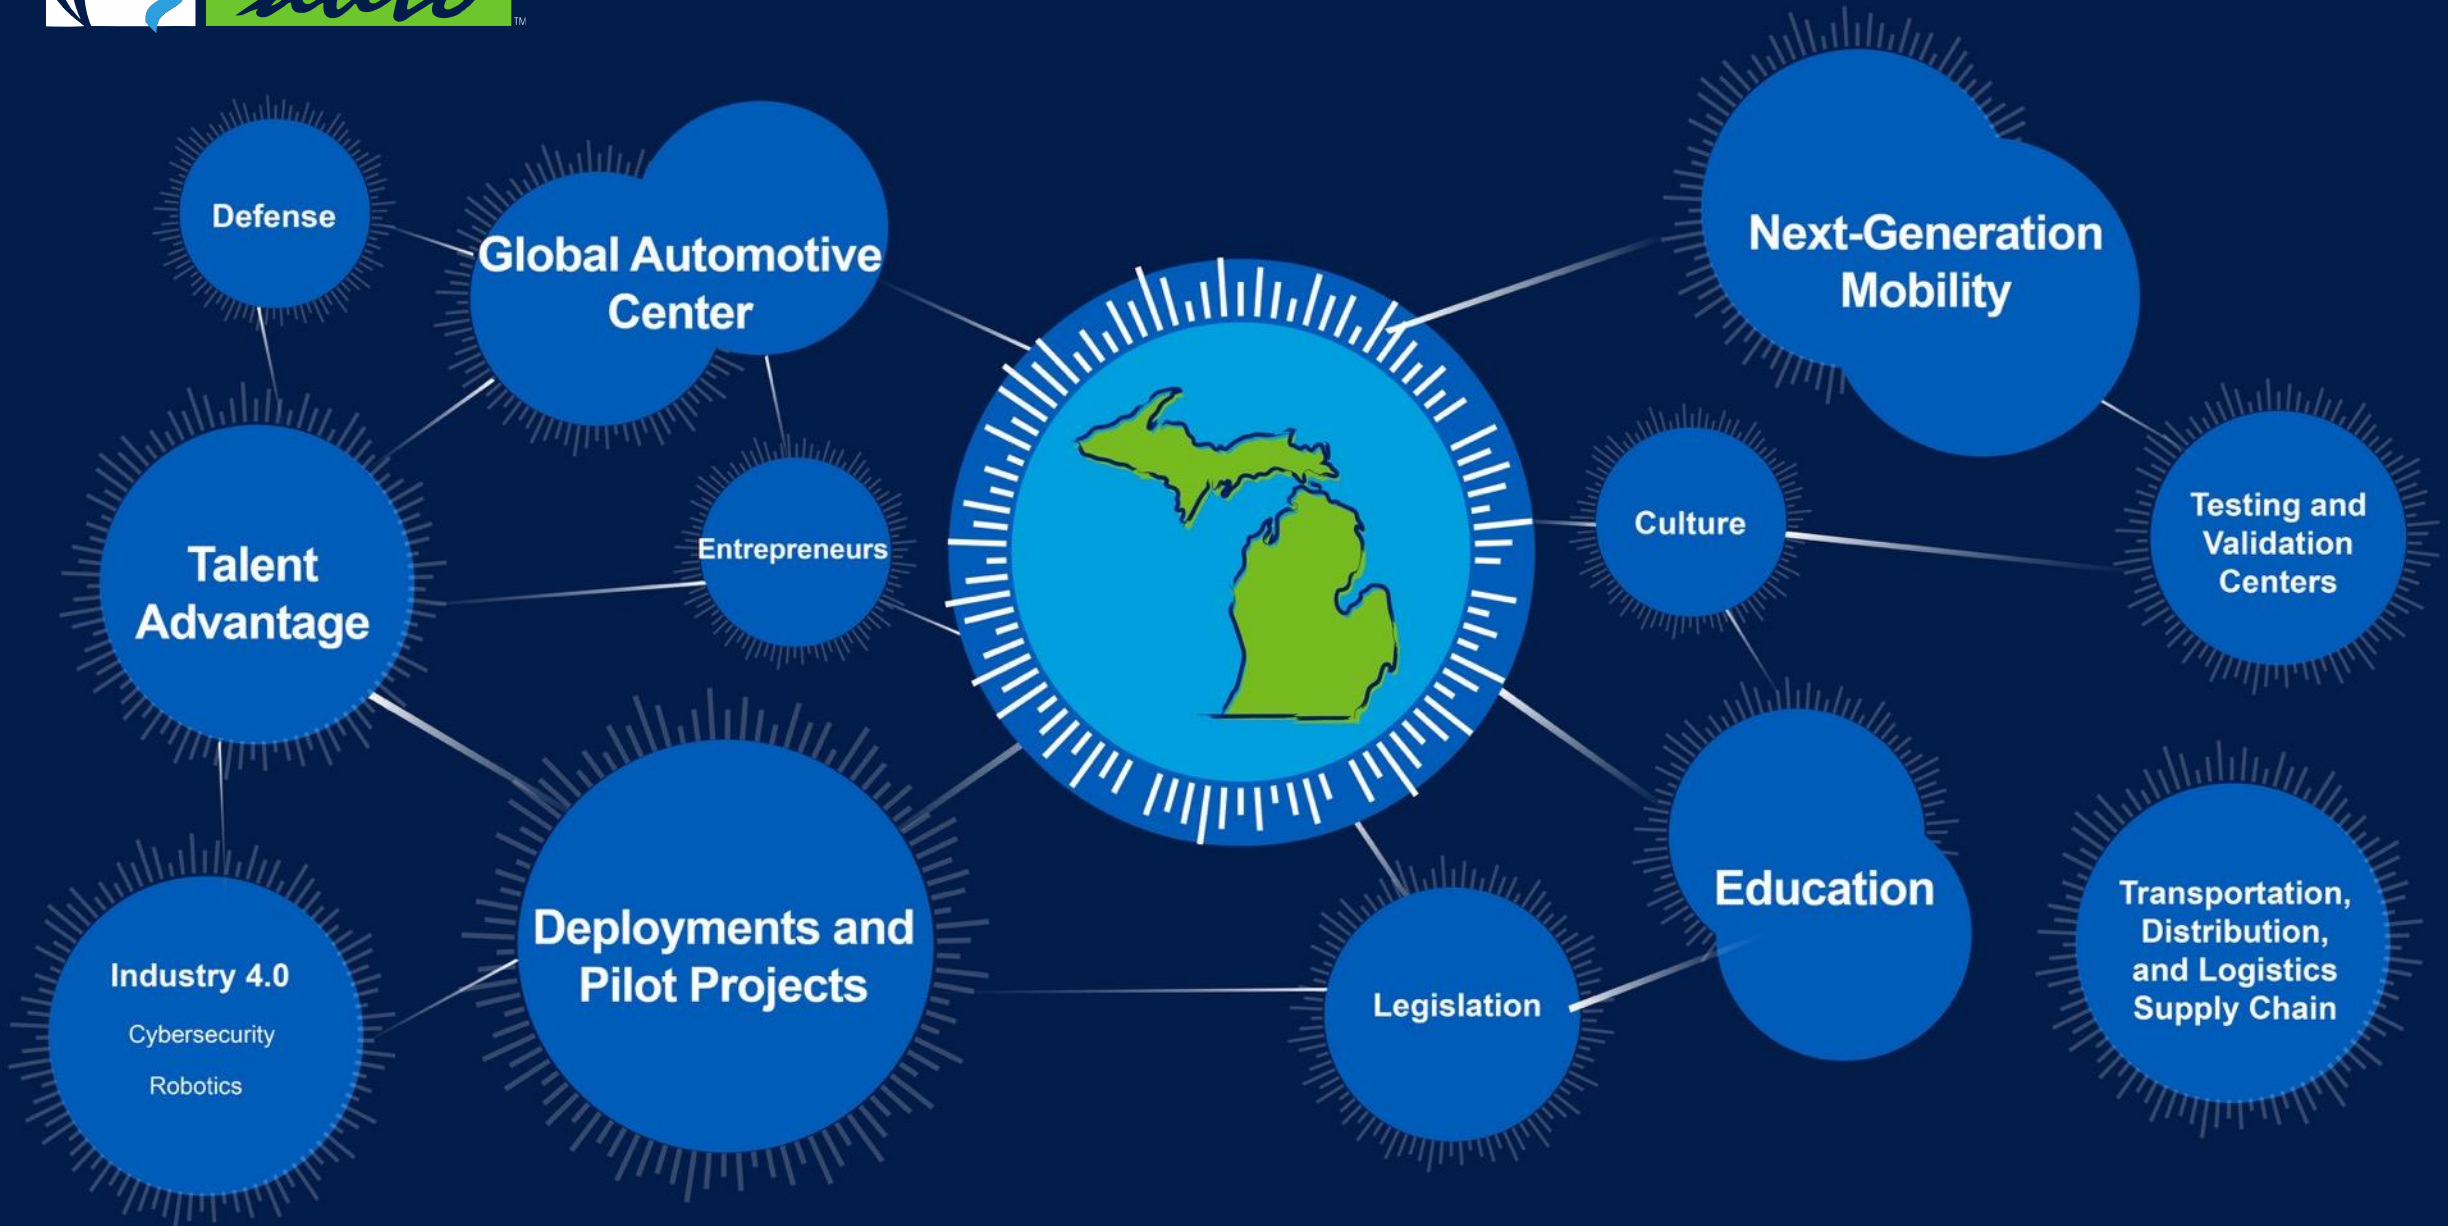 TM
Defense
Global Automotive
Center
Next-Generation
Mobility
Talent
Advantage
Entrepreneurs
Culture
Testing and
Validation
Centers
Deployments and
Pilot Projects
Education
Legislation
Transportation,
Distribution,
and Logistics
Supply Chain
Industry 4.0
Cybersecurity
Robotics